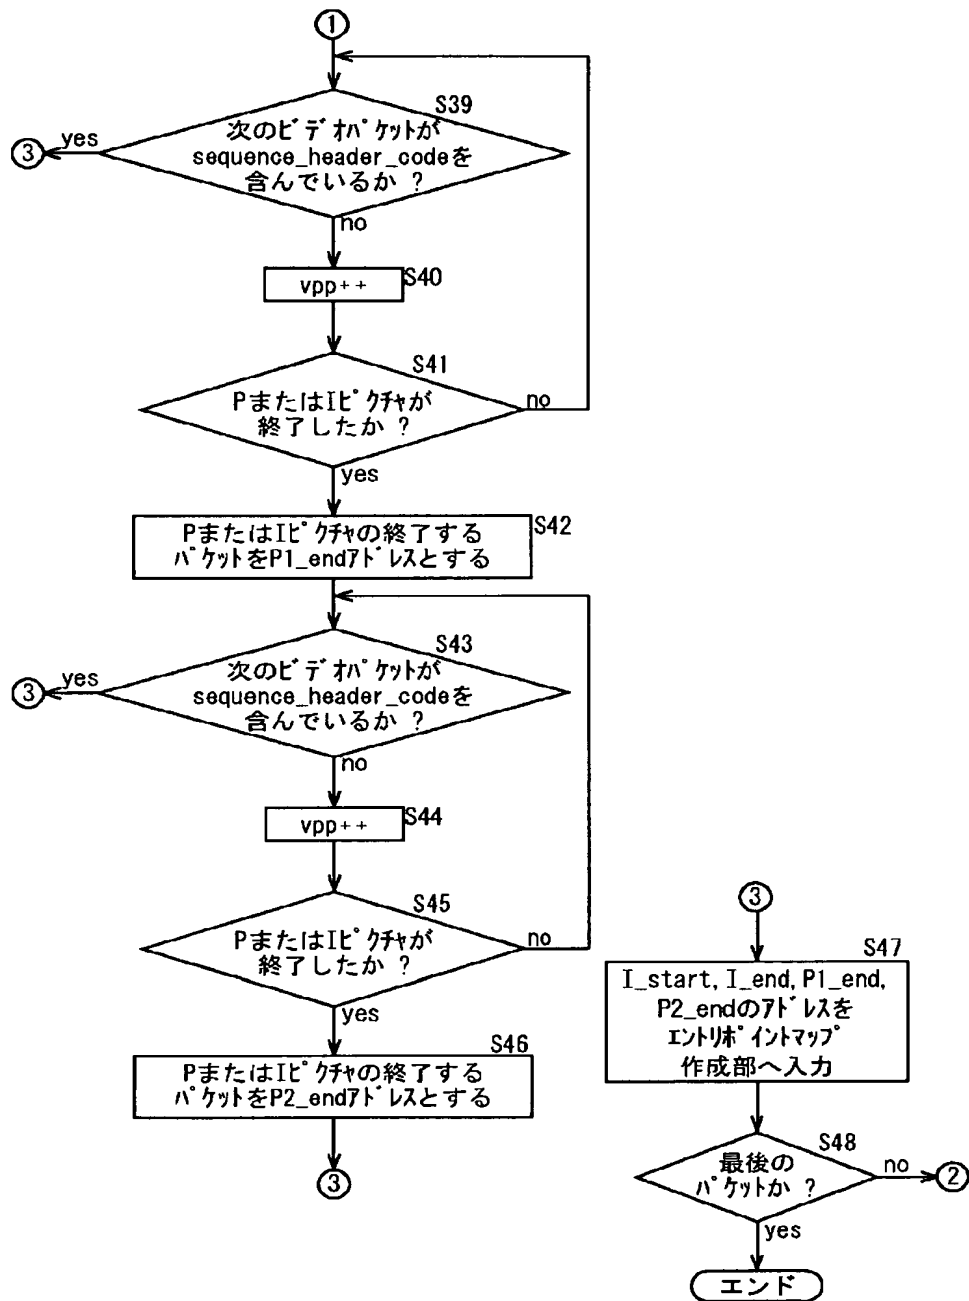 ①
S39
次のビデオパケットが
sequence_header_codeを
含んでいるか ?
yes
③
no
vpp++
S40
S41
PまたはIピクチャが
終了したか ?
no
yes
PまたはIピクチャの終了する
パケットをP1_endアドレスとする
S42
S43
次のビデオパケットが
sequence_header_codeを
含んでいるか ?
yes
③
no
vpp++
S44
S45
PまたはIピクチャが
終了したか ?
no
yes
S46
PまたはIピクチャの終了する
パケットをP2_endアドレスとする
③
③
S47
I_start, I_end, P1_end,
P2_endのアドレスを
エントリポイントマップ
作成部へ入力
S48
最後の
パケットか ?
no
②
yes
エンド